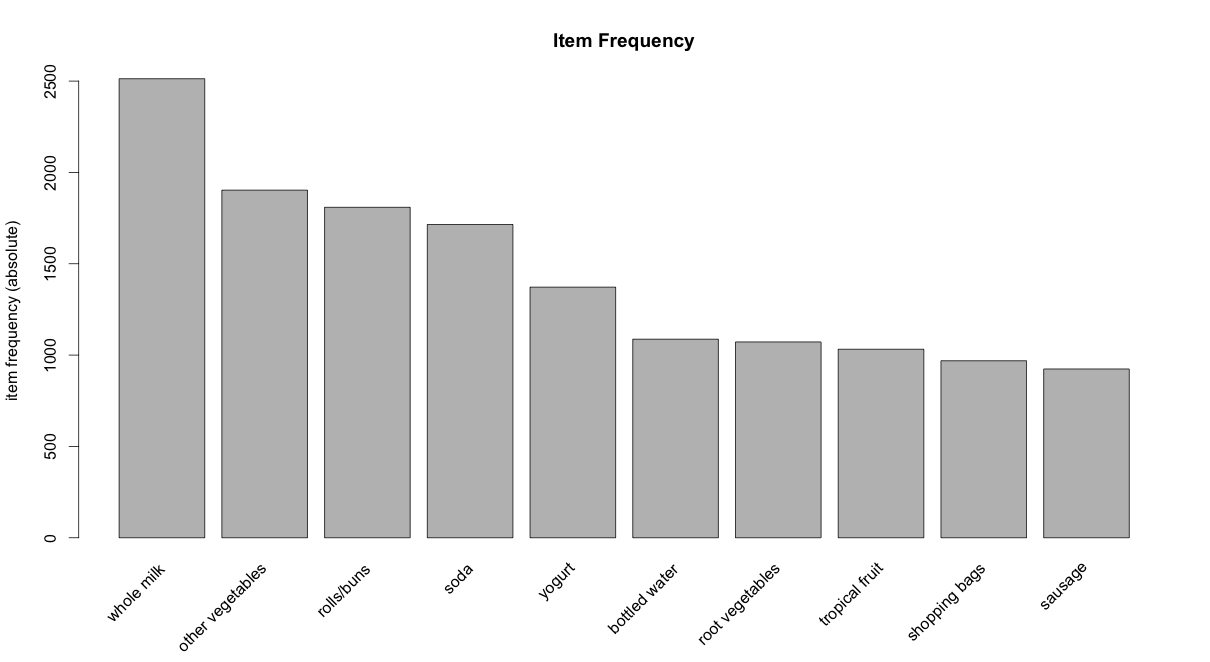 Item Frequency
item frequency (absolute)
2500
2000
1500
1000
500
0
whole milk
other vegetables
rolls/buns
soda
yogurt
bottled water
root vegetables
tropical fruit
shopping bags
sausage